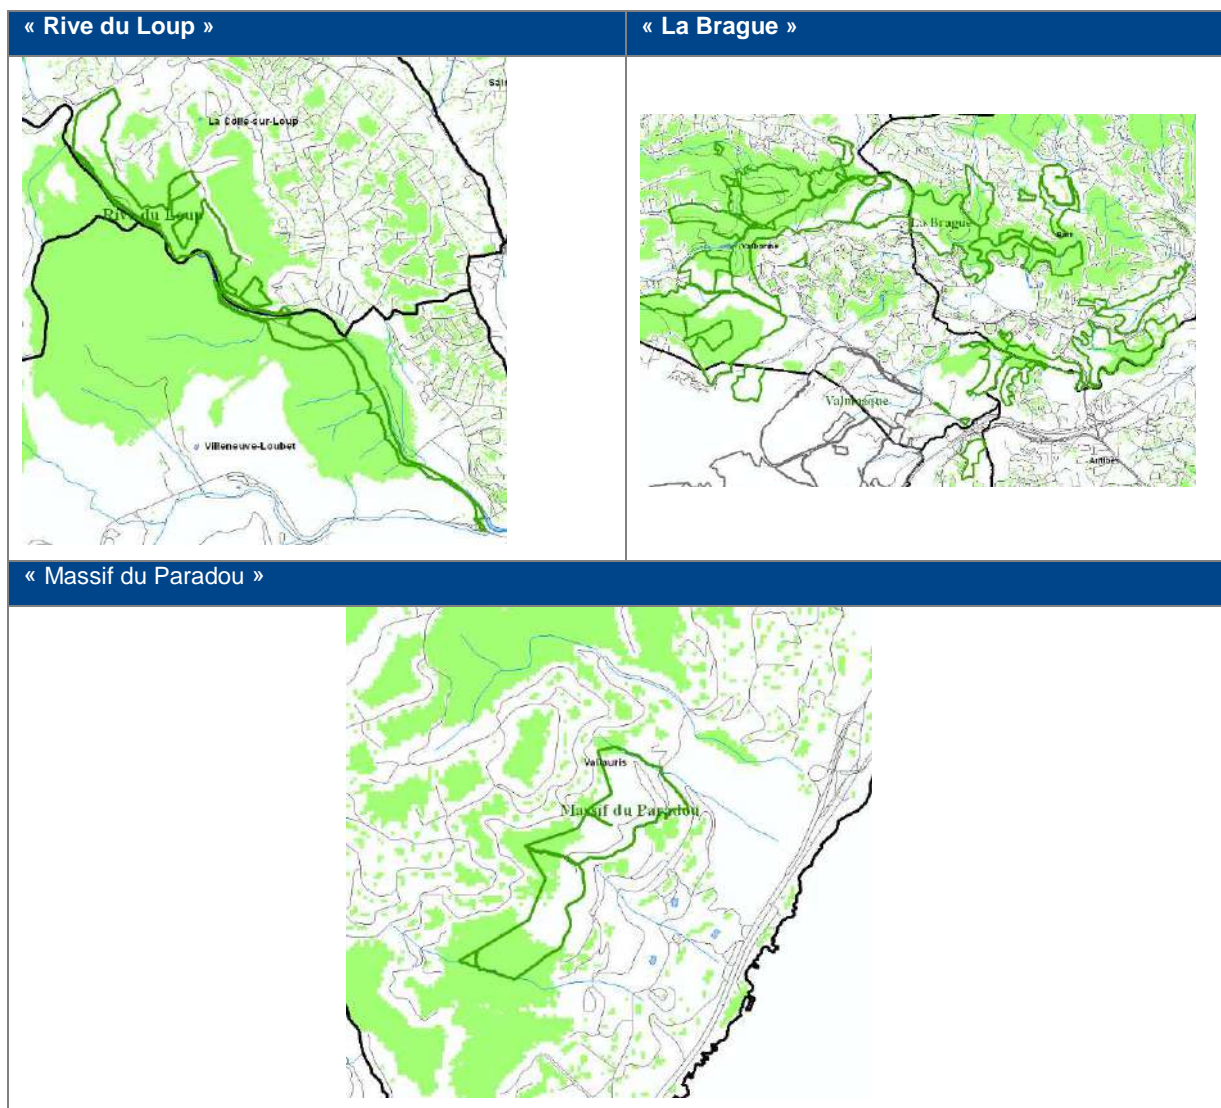 « Rive du Loup »
« La Brague »
La Colle-sur-Loup
Rive du Loup
Villeneuve-Loubet
La Brague
Valbonne
Biot
Valmasque
Antibes
« Massif du Paradou »
Vallauris
Massif du Paradou